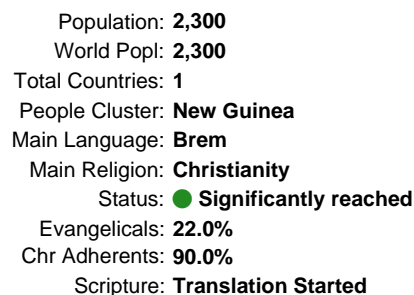 Population: 2,300
World Popl: 2,300
Total Countries: 1
People Cluster: New Guinea
Main Language: Brem
Main Religion: Christianity
Status: Significantly reached
Evangelicals: 22.0%
Chr Adherents: 90.0%
Scripture: Translation Started